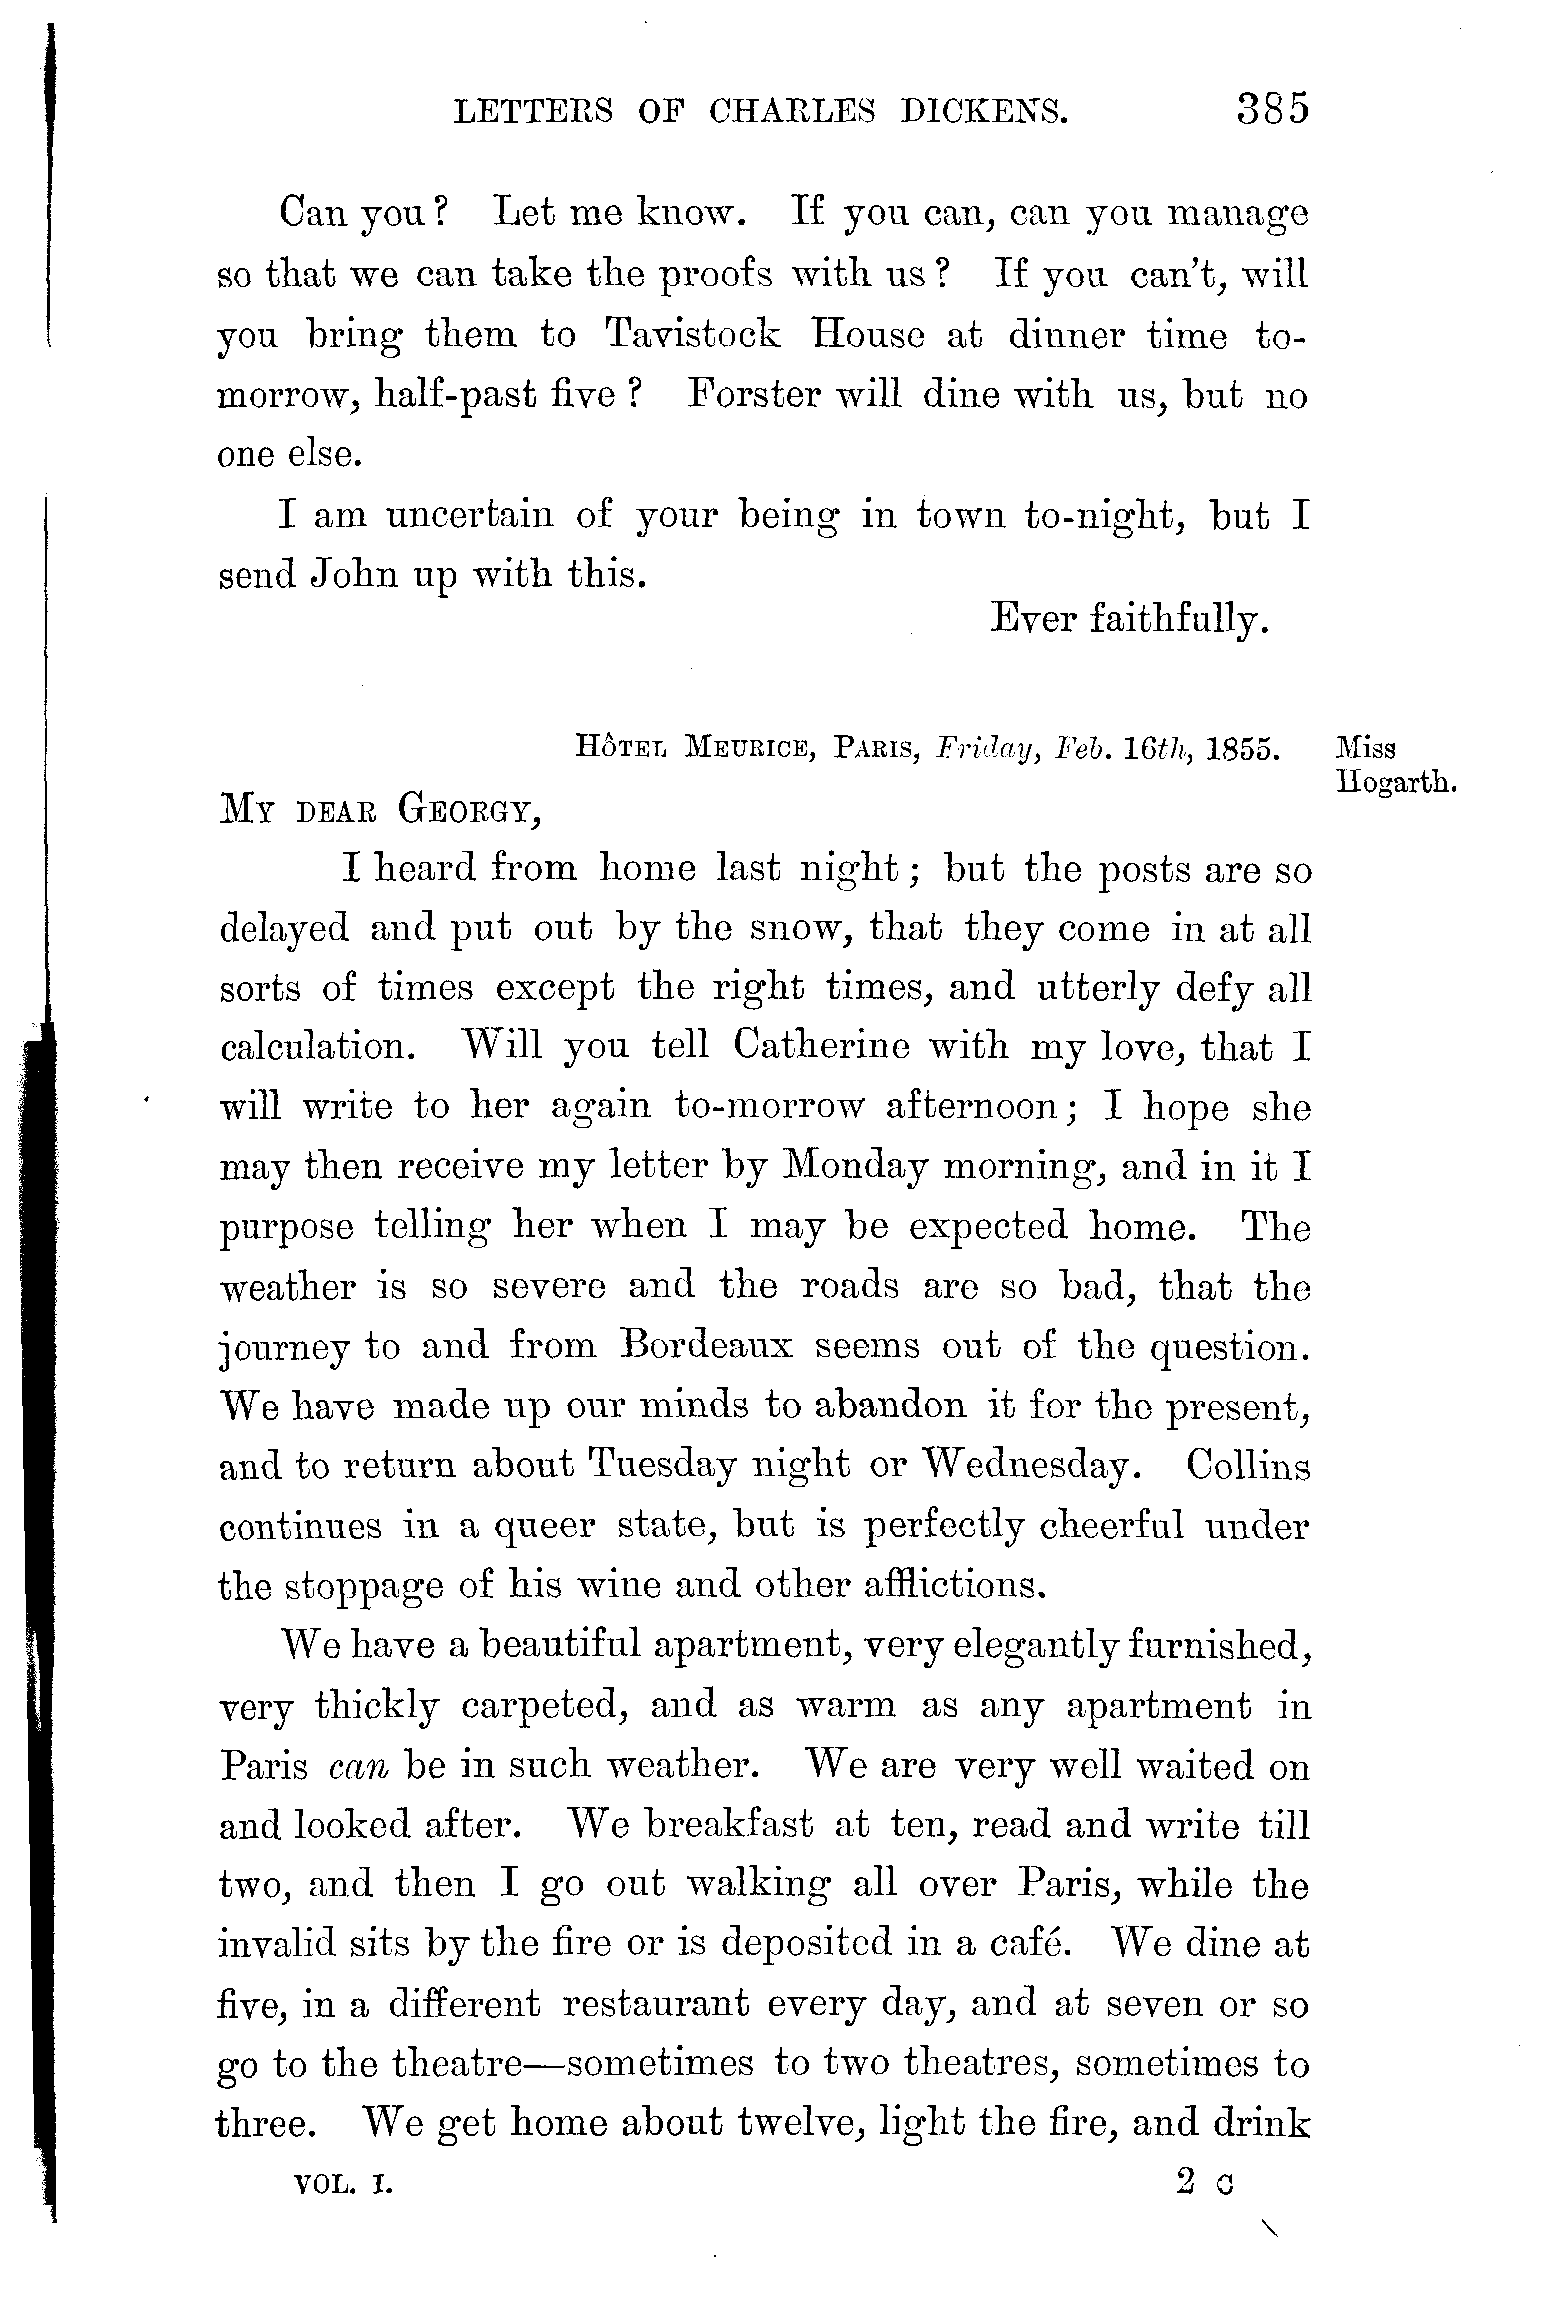 LETTERS OF CHARLES DICKENS. 385
Can you? Let me know. If you can, can you manage
so that we can take the proofs with us? If you can't, will
you bring them to Tavistock House at dinner time to-
morrow, half-past five? Forster will dine with us, but no
one else.
I am uncertain of your being in town to-night, but I
send John up with this.
Ever faithfully.
HÔTEL MEURICE, PARIS, Friday, Feb. 16th, 1855.
Miss
Hogarth.
MY DEAR GEORGY,
I heard from home last night; but the posts are so
delayed and put out by the snow, that they come in at all
sorts of times except the right times, and utterly defy all
calculation. Will you tell Catherine with my love, that I
will write to her again to-morrow afternoon; I hope she
may then receive my letter by Monday morning, and in it I
purpose telling her when I may be expected home. The
weather is so severe and the roads are so bad, that the
journey to and from Bordeaux seems out of the question.
We have made up our minds to abandon it for the present,
and to return about Tuesday night or Wednesday. Collins
continues in a queer state, but is perfectly cheerful under
the stoppage of his wine and other afflictions.
We have a beautiful apartment, very elegantly furnished,
very thickly carpeted, and as warm as any apartment in
Paris can be in such weather. We are very well waited on
and looked after. We breakfast at ten, read and write till
two, and then I go out walking all over Paris, while the
invalid sits by the fire or is deposited in a café. We dine at
five, in a different restaurant every day, and at seven or so
go to the theatre—sometimes to two theatres, sometimes to
three. We get home about twelve, light the fire, and drink
VOL. I. 2 C